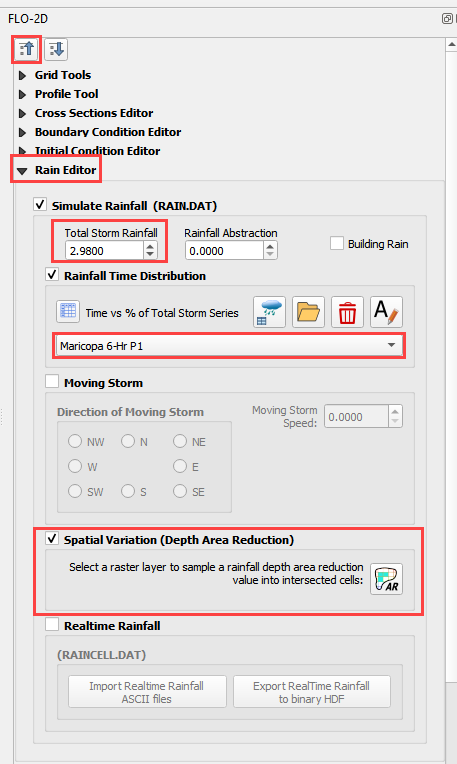 FLO-2D
Grid Tools
Profile Tool
Cross Sections Editor
Boundary Condition Editor
Initial Condition Editor
Rain Editor
Simulate Rainfall (RAIN.DAT)
Total Storm Rainfall Rainfall Abstraction
2.9800 0.0000 Building Rain
Rainfall Time Distribution
Time vs % of Total Storm Series A
Maricopa 6-Hr P1
Moving Storm
Direction of Moving Storm
Moving Storm
Speed: 0.0000
NW N NE
W E
SW S SE
Spatial Variation (Depth Area Reduction)
Select a raster layer to sample a rainfall depth area reduction
value into intersected cells:
AR
Realtime Rainfall
(RAINCELL.DAT)
Import Realtime Rainfall
ASCII files
Export RealTime Rainfall
to binary HDF